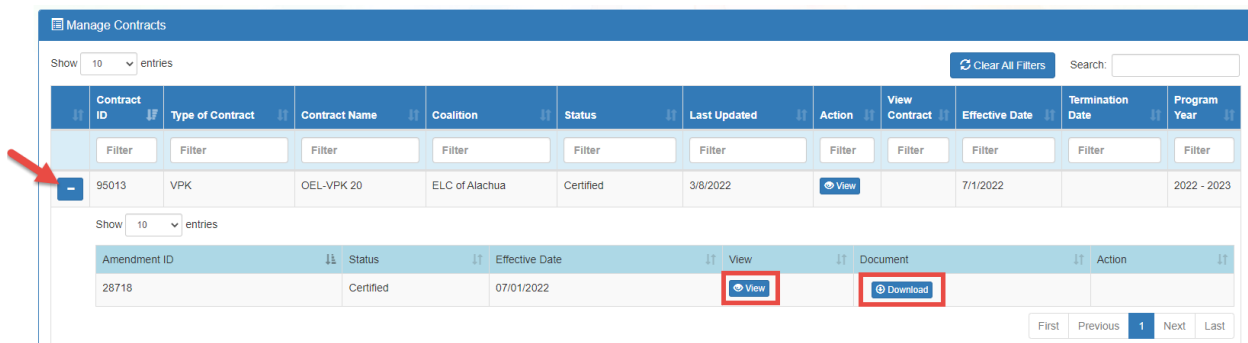 Manage Contracts
Show 10 entries Clear All Filters Search:
Contract ID Type of Contract Contract Name Coalition Status Last Updated Action View Contract Effective Date Termination Date Program Year
Filter Filter Filter Filter Filter Filter Filter Filter Filter Filter Filter
- 95013 VPK OEL-VPK 20 ELC of Alachua Certified 3/8/2022 View 7/1/2022 2022 - 2023
Show 10 entries
Amendment ID Status Effective Date View Document Action
28718 Certified 07/01/2022 View Download
First Previous 1 Next Last